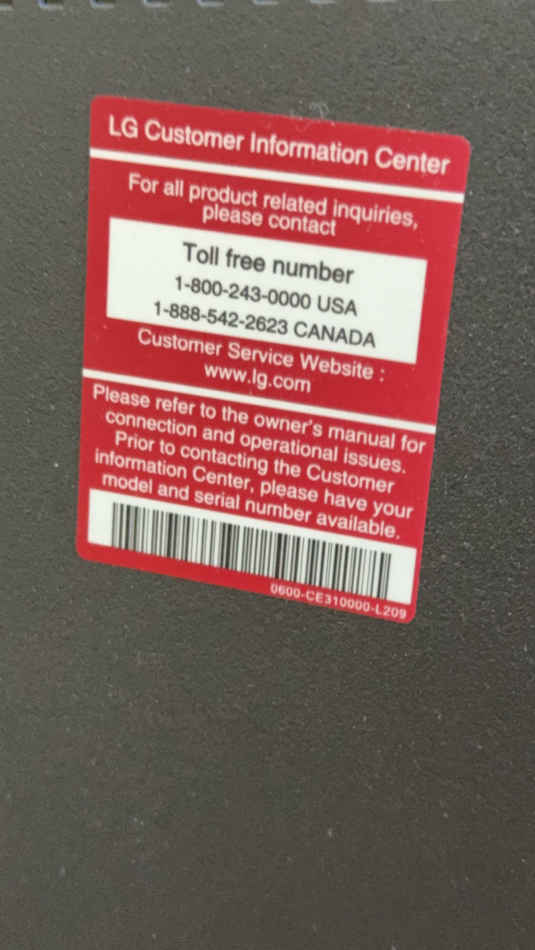 LG Customer Information Center
For all product related inquiries,
please contact
Toll free number
1-800-243-0000 USA
1-888-542-2623 CANADA
Customer Service Website :
www.lg.com
Please refer to the owner's manual for
connection and operational issues.
Prior to contacting the Customer
information Center, please have your
model and serial number available.
0600-CE310000-L209